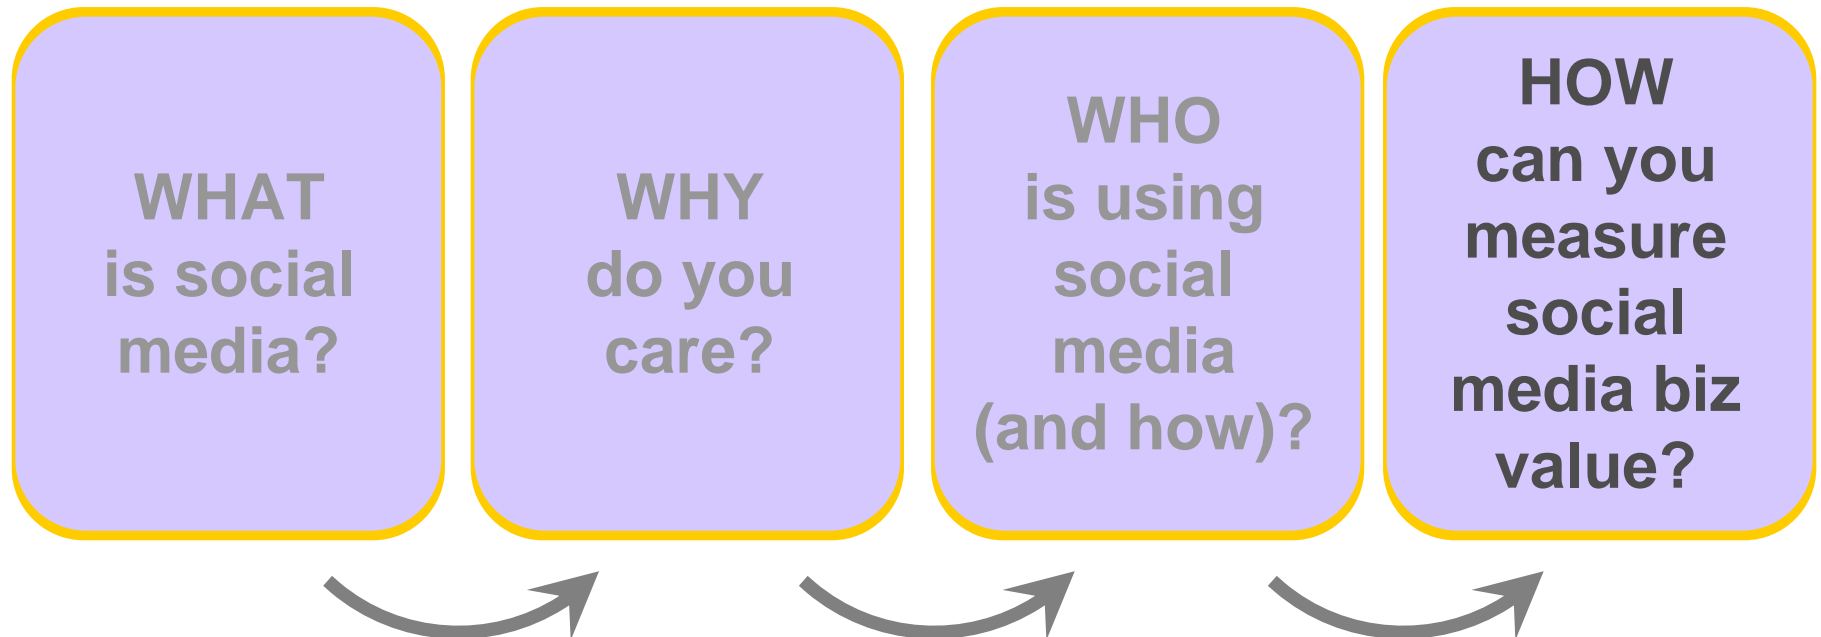 WHAT
is social
media?
WHY
do you
care?
WHO
is using
social
media
(and how)?
HOW
can you
measure
social
media biz
value?